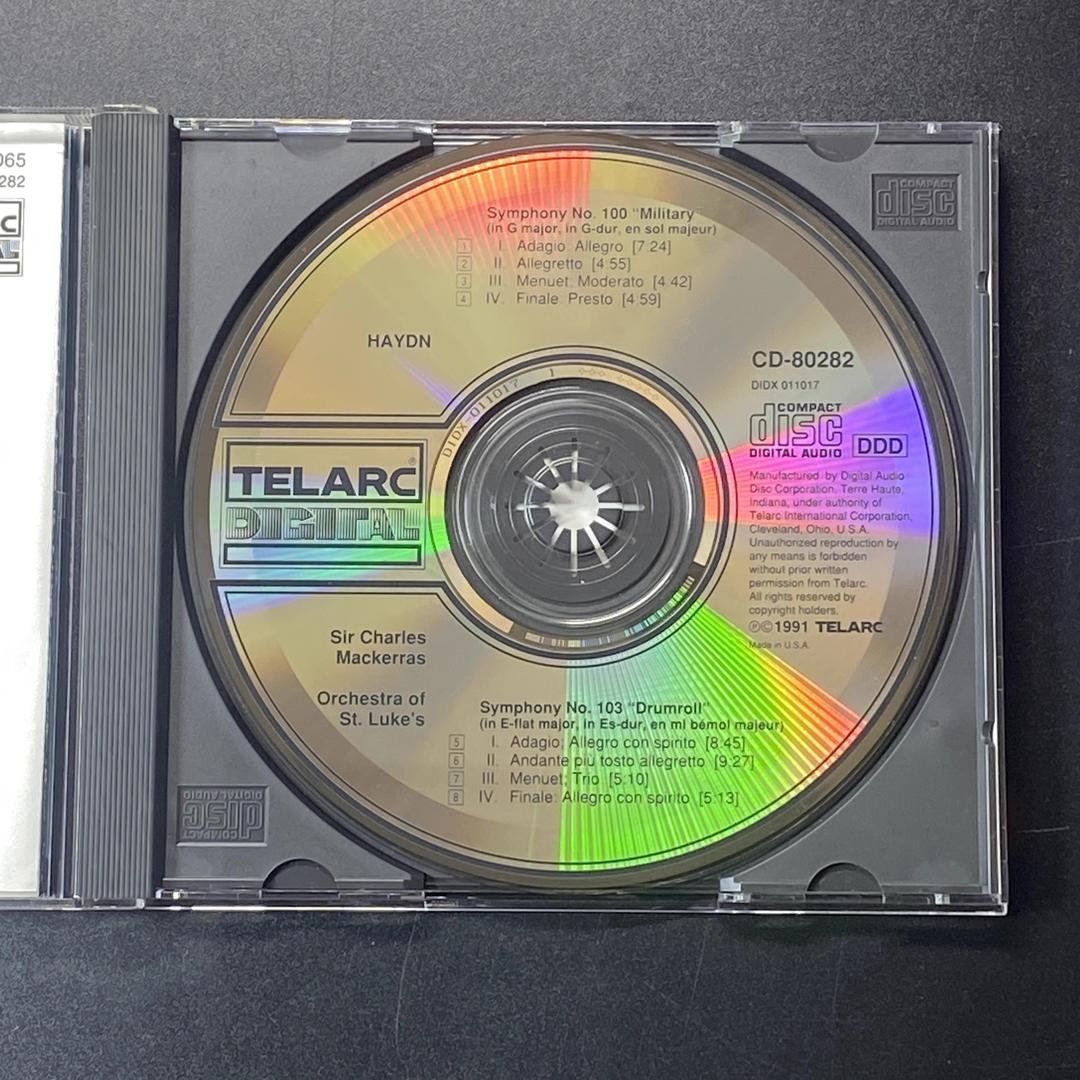 065
282
C
Symphony No. 100 "Military"
(in G major, in G-dur, en sol majeur)
1 I. Adagio; Allegro [7:24]
2 II. Allegretto [4:55]
3 III. Menuet: Moderato [4:42]
4 IV. Finale: Presto [4:59]
HAYDN
TELARC®
DIGITAL
Sir Charles
Mackerras
Orchestra of
St. Luke's
DIDX-011017 1
CD-80282
DIDX 011017
COMPACT
disc
DIGITAL AUDIO
DDD
Manufactured by Digital Audio
Disc Corporation, Terre Haute,
Indiana, under authority of
Telarc International Corporation,
Cleveland, Ohio, U.S.A.
Unauthorized reproduction by
any means is forbidden
without prior written
permission from Telarc.
All rights reserved by
copyright holders.
℗©1991 TELARC
Made in U.S.A.
Symphony No. 103 "Drumroll"
(in E-flat major, in Es-dur, en mi bémol majeur)
5 I. Adagio; Allegro con spirito [8:45]
6 II. Andante più tosto allegretto [9:27]
7 III. Menuet; Trio [5:10]
8 IV. Finale: Allegro con spirito [5:13]
COMPACT
disc
DIGITAL AUDIO
COMPACT
disc
DIGITAL AUDIO